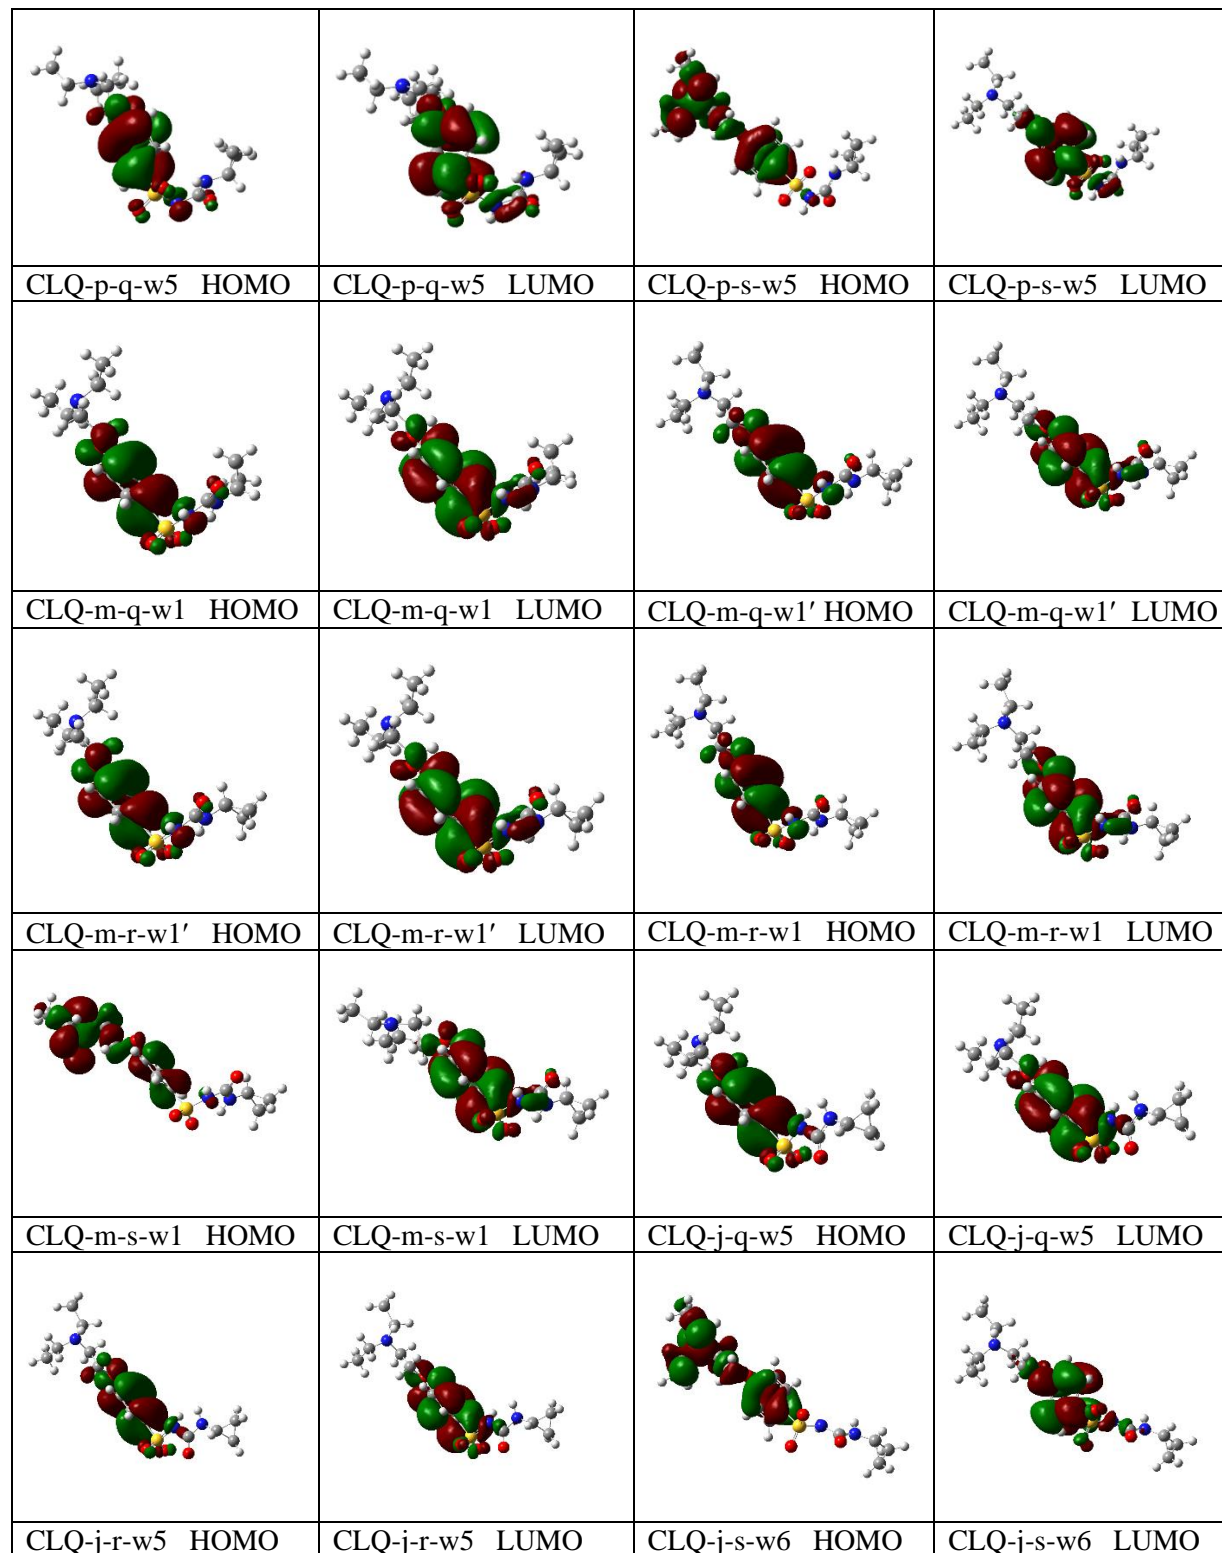 CLQ-p-q-w5 HOMO
CLQ-p-q-w5 LUMO
CLQ-p-s-w5 HOMO
CLQ-p-s-w5 LUMO
CLQ-m-q-w1 HOMO
CLQ-m-q-w1 LUMO
CLQ-m-q-w1′ HOMO
CLQ-m-q-w1′ LUMO
CLQ-m-r-w1′ HOMO
CLQ-m-r-w1′ LUMO
CLQ-m-r-w1 HOMO
CLQ-m-r-w1 LUMO
CLQ-m-s-w1 HOMO
CLQ-m-s-w1 LUMO
CLQ-j-q-w5 HOMO
CLQ-j-q-w5 LUMO
CLQ-j-r-w5 HOMO
CLQ-j-r-w5 LUMO
CLQ-j-s-w6 HOMO
CLQ-j-s-w6 LUMO